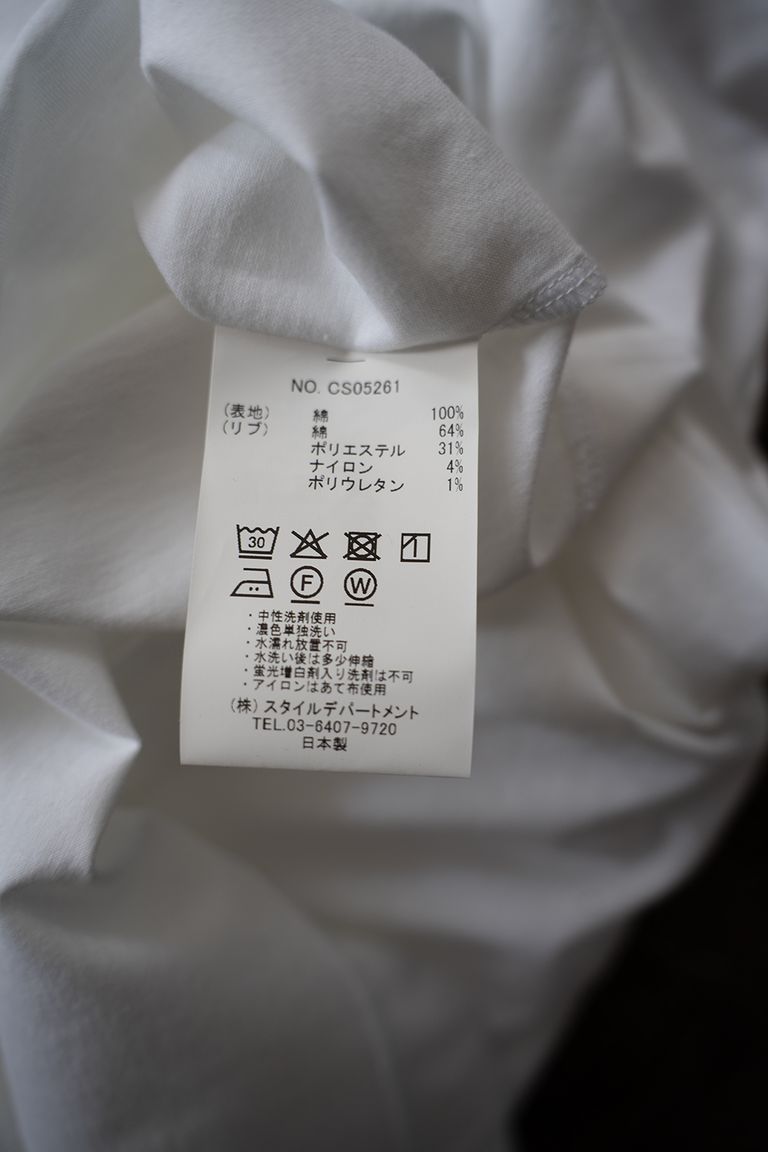 NO. CS05261
(表地) 綿 100%
(リブ) 綿 64%
ポリエステル 31%
ナイロン 4%
ポリウレタン 1%
30
F W
・中性洗剤使用
・濃色単独洗い
・水濡れ放置不可
・水洗い後は多少伸縮
・蛍光増白剤入り洗剤は不可
・アイロンはあて布使用
(株)スタイルデパートメント
TEL.03-6407-9720
日本製